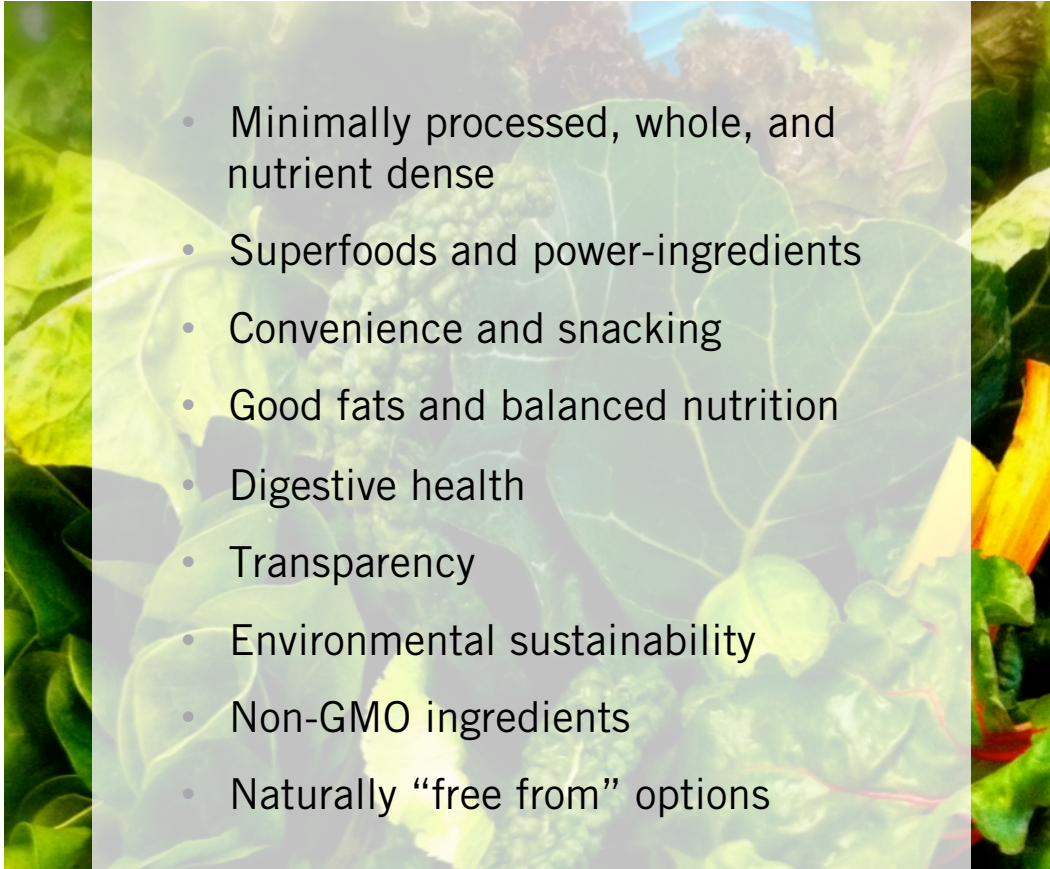 • Minimally processed, whole, and
nutrient dense
• Superfoods and power-ingredients
• Convenience and snacking
• Good fats and balanced nutrition
• Digestive health
• Transparency
• Environmental sustainability
• Non-GMO ingredients
• Naturally “free from” options